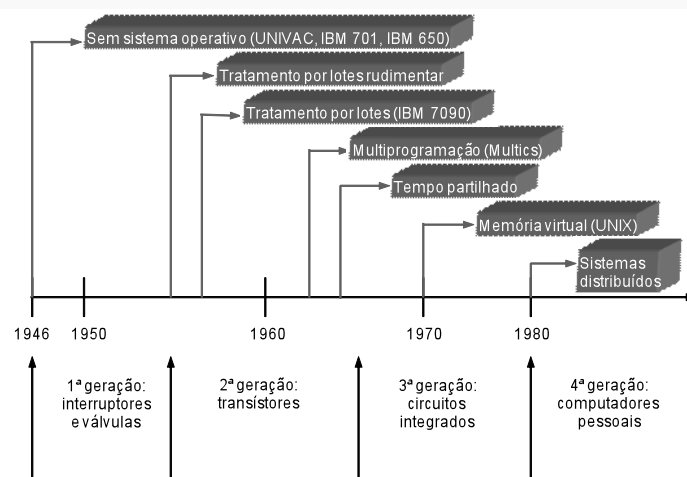 Sem sistema operativo (UNIVAC, IBM 701, IBM 650)
Tratamento por lotes rudimentar
Tratamento por lotes (IBM 7090)
Multiprogramação (Multics)
Tempo partilhado
Memória virtual (UNIX)
Sistemas
distribuídos
1946 1950 1960 1970 1980
1ª geração:
interruptores
e válvulas
2ª geração:
transístores
3ª geração:
circuitos
integrados
4ª geração:
computadores
pessoais